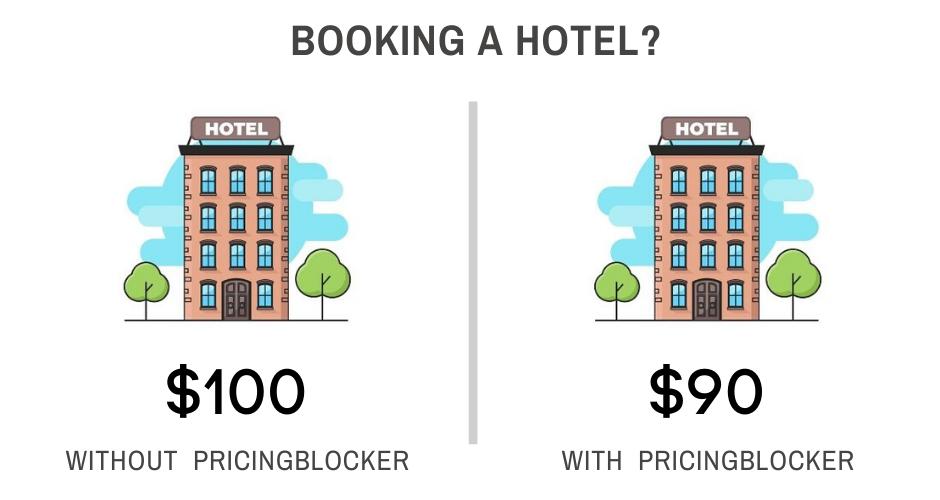 BOOKING A HOTEL?
HOTEL
HOTEL
$100
$90
WITHOUT PRICINGBLOCKER
WITH PRICINGBLOCKER